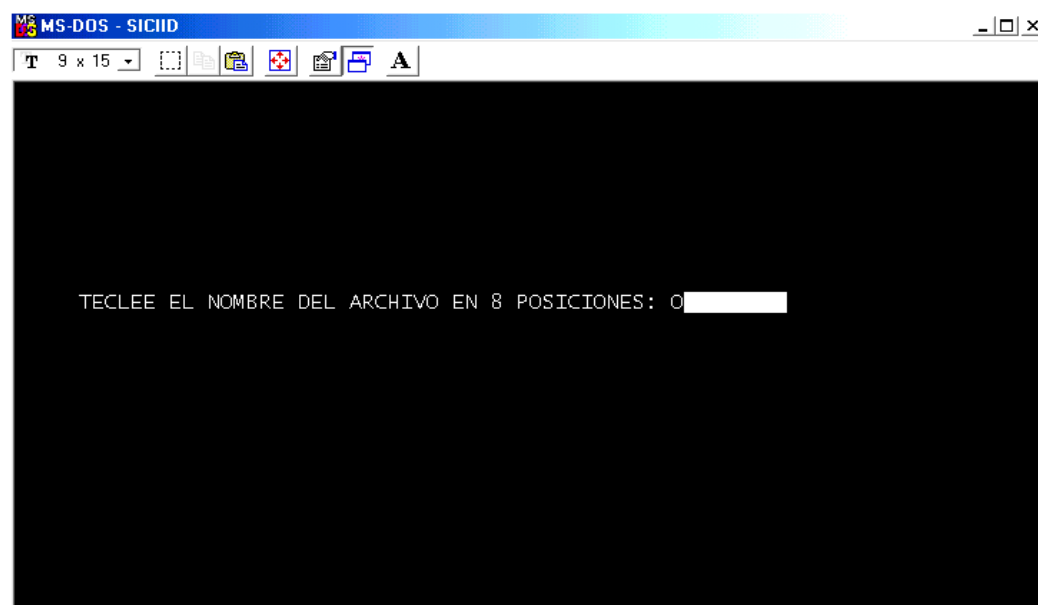 MS-DOS - SICIID
T 9 x 15 A
TECLEE EL NOMBRE DEL ARCHIVO EN 8 POSICIONES: O